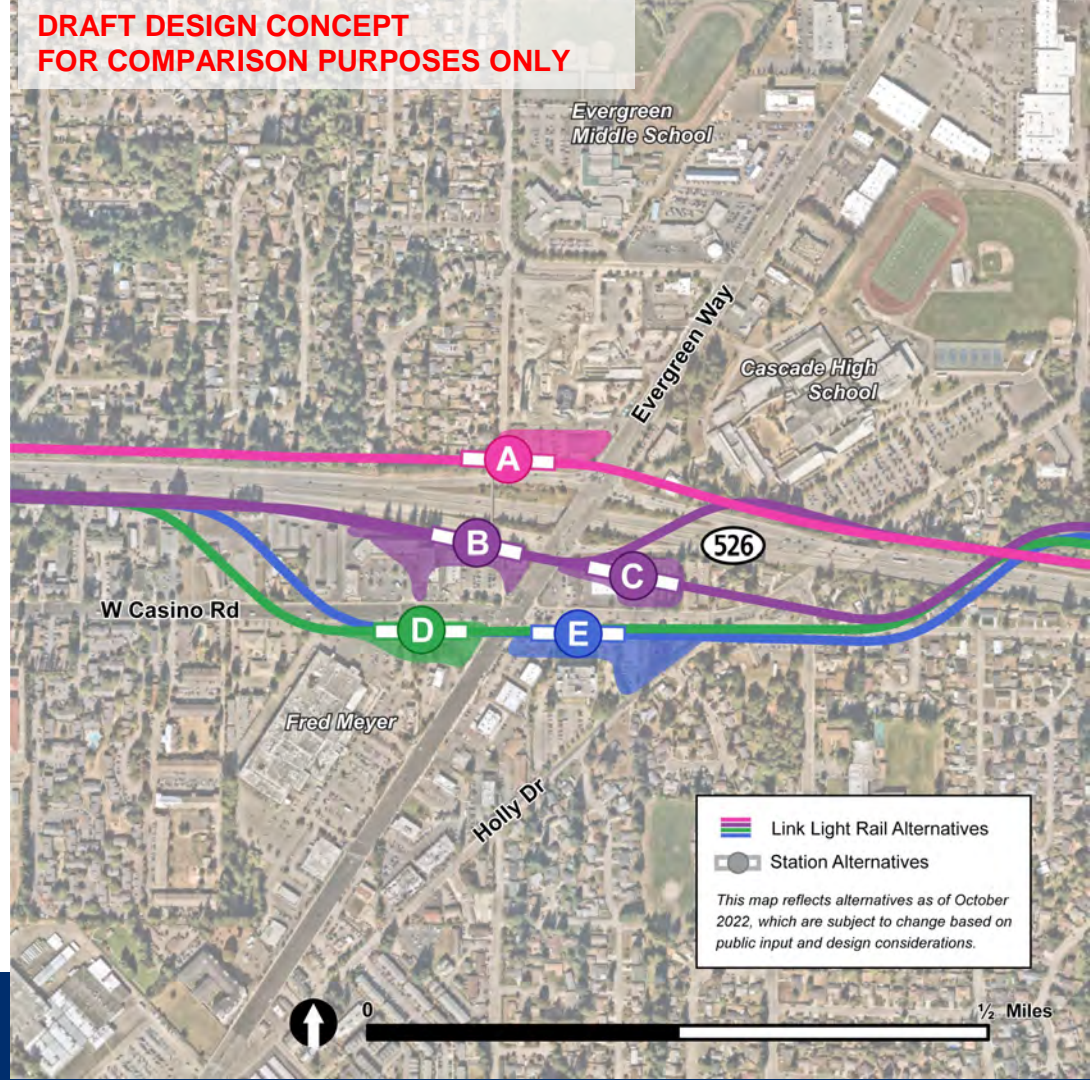 DRAFT DESIGN CONCEPT
FOR COMPARISON PURPOSES ONLY
Evergreen
Middle School
Evergreen Way
Cascade High
School
A
B
526
C
W Casino Rd
D
E
Fred Meyer
Holly Dr
Link Light Rail Alternatives
Station Alternatives
This map reflects alternatives as of October
2022, which are subject to change based on
public input and design considerations.
0
½ Miles